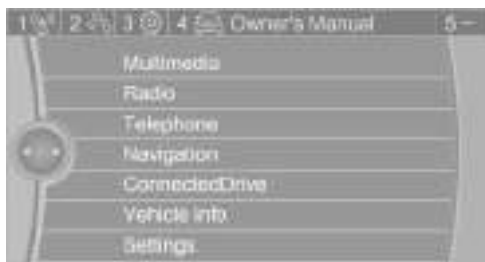 1 2 3 4 Owner's Manual 5
Multimedia
Radio
Telephone
Navigation
ConnectedDrive
Vehicle info
Settings